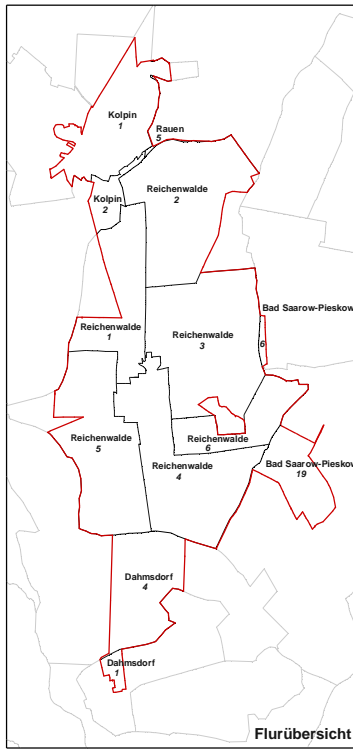 Kolpin
1
Rauen
5
Reichenwalde
2
Kolpin
2
Bad Saarow-Pieskow
6
Reichenwalde
1
Reichenwalde
3
Reichenwalde
5
Reichenwalde
6
Reichenwalde
4
Bad Saarow-Pieskow
19
Dahmsdorf
4
Dahmsdorf
1
Flurübersicht